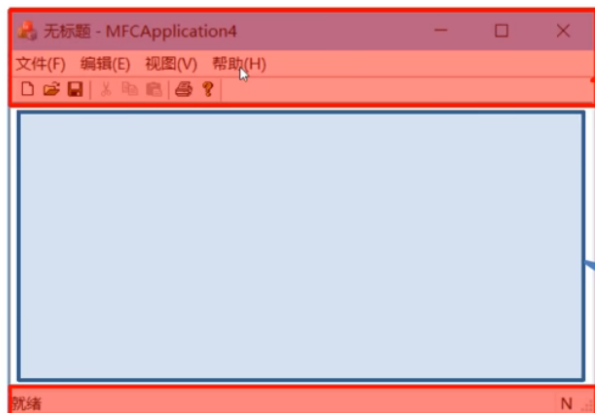 无标题 - MFCApplication4
文件(F) 编辑(E) 视图(V) 帮助(H)
就绪 N